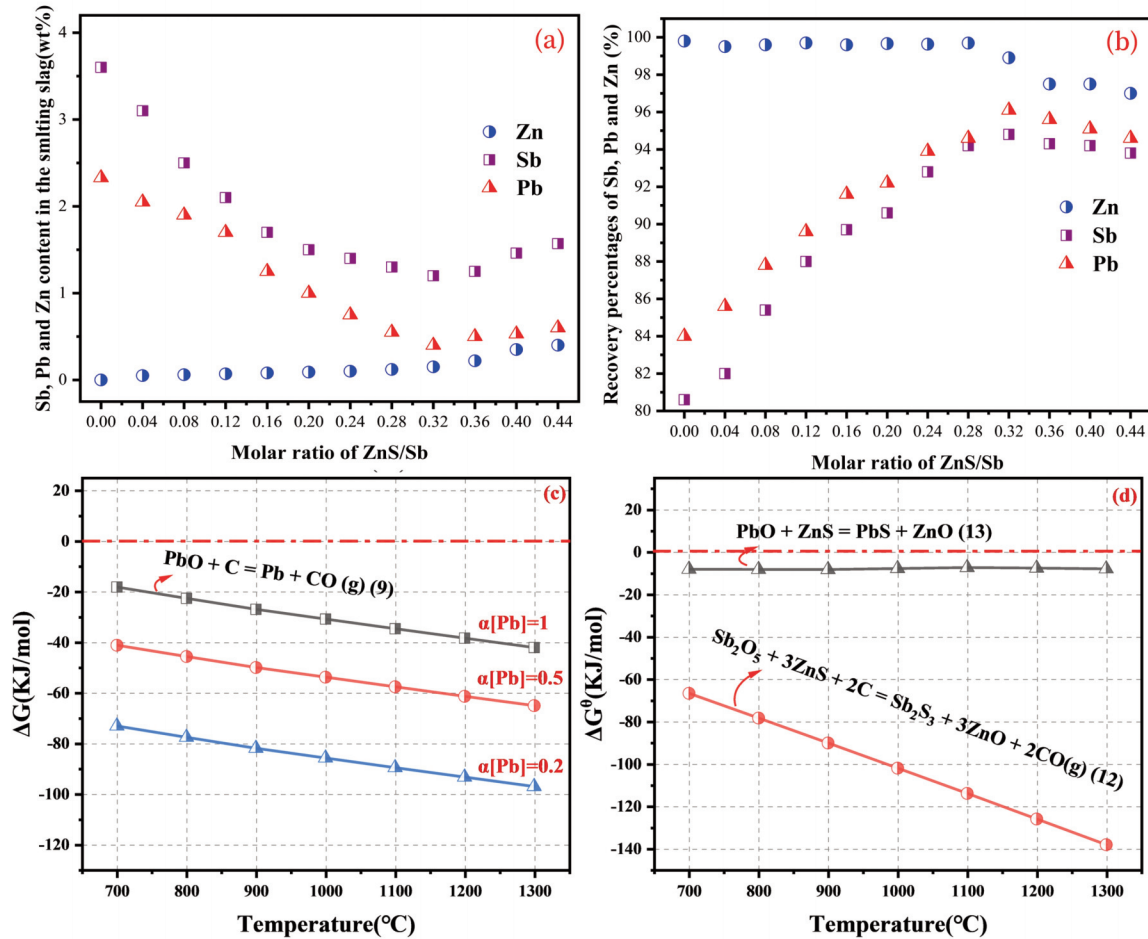 (a)
Sb, Pb and Zn content in the smlting slag(wt%)
4
3
2
1
0
Zn
Sb
Pb
0.00 0.04 0.08 0.12 0.16 0.20 0.24 0.28 0.32 0.36 0.40 0.44
Molar ratio of ZnS/Sb
(b)
Recovery percentages of Sb, Pb and Zn (%)
100
98
96
94
92
90
88
86
84
82
80
Zn
Sb
Pb
0.00 0.04 0.08 0.12 0.16 0.20 0.24 0.28 0.32 0.36 0.40 0.44
Molar ratio of ZnS/Sb
(c)
ΔG(KJ/mol)
20
0
-20
-40
-60
-80
-100
-120
PbO + C = Pb + CO (g) (9)
α[Pb]=1
α[Pb]=0.5
α[Pb]=0.2
700 800 900 1000 1100 1200 1300
Temperature(°C)
(d)
ΔG^θ(KJ/mol)
20
0
-20
-40
-60
-80
-100
-120
-140
PbO + ZnS = PbS + ZnO (13)
Sb₂O₅ + 3ZnS + 2C = Sb₂S₃ + 3ZnO + 2CO(g) (12)
700 800 900 1000 1100 1200 1300
Temperature(°C)